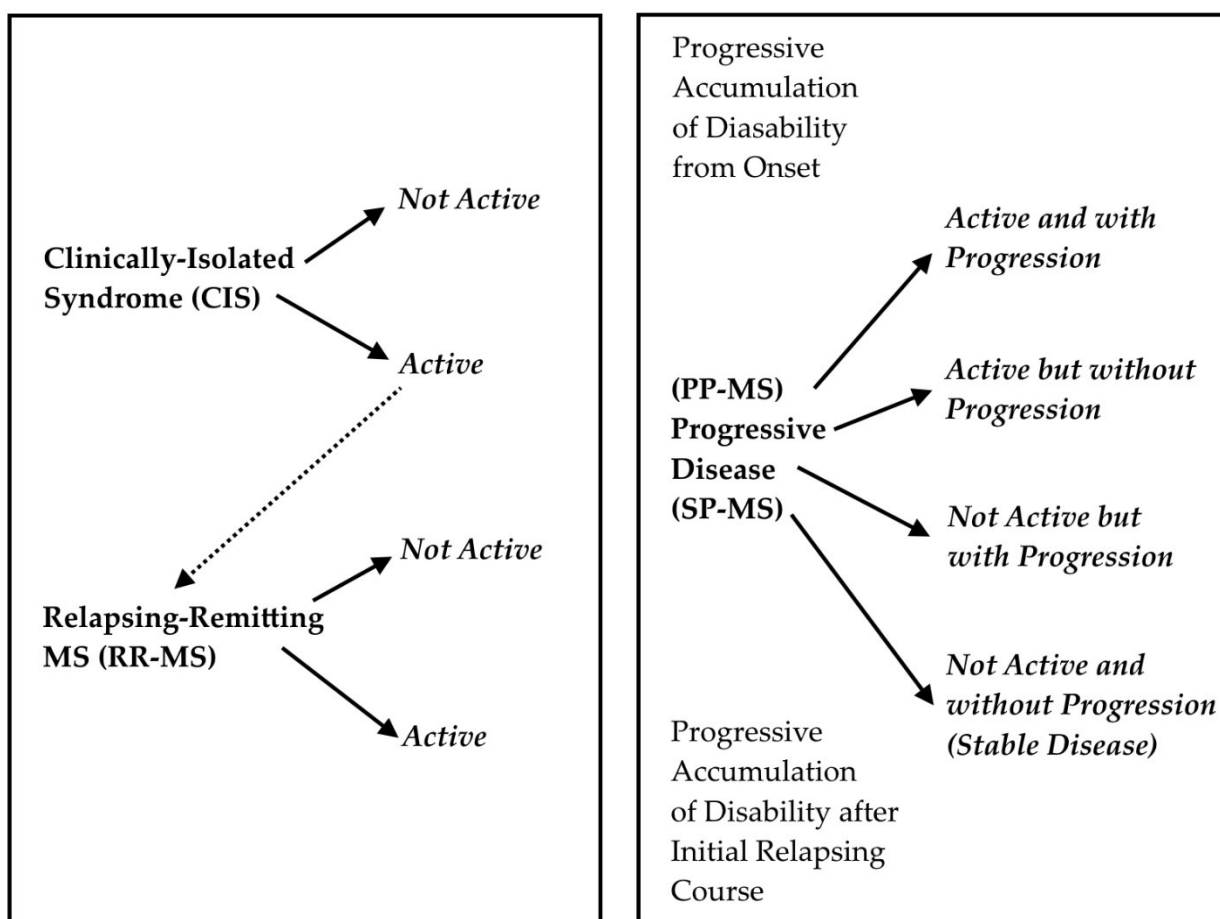 Not Active
Clinically-Isolated
Syndrome (CIS)
Active
Not Active
Relapsing-Remitting
MS (RR-MS)
Active
Progressive
Accumulation
of Diasability
from Onset
Active and with
Progression
Active but without
Progression
(PP-MS)
Progressive
Disease
(SP-MS)
Not Active but
with Progression
Not Active and
without Progression
(Stable Disease)
Progressive
Accumulation
of Disability after
Initial Relapsing
Course